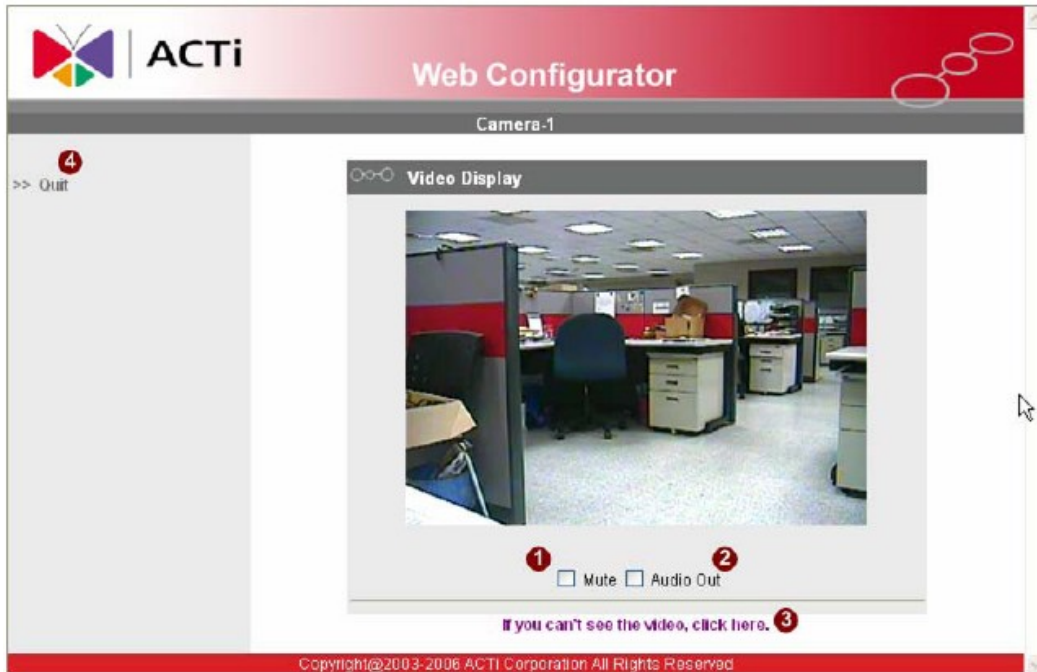 ACTi
Web Configurator
Camera-1
4
>> Quit
Video Display
1 Mute Audio Out 2
If you can't see the video, click here. 3
Copyright@2003-2006 ACTi Corporation All Rights Reserved